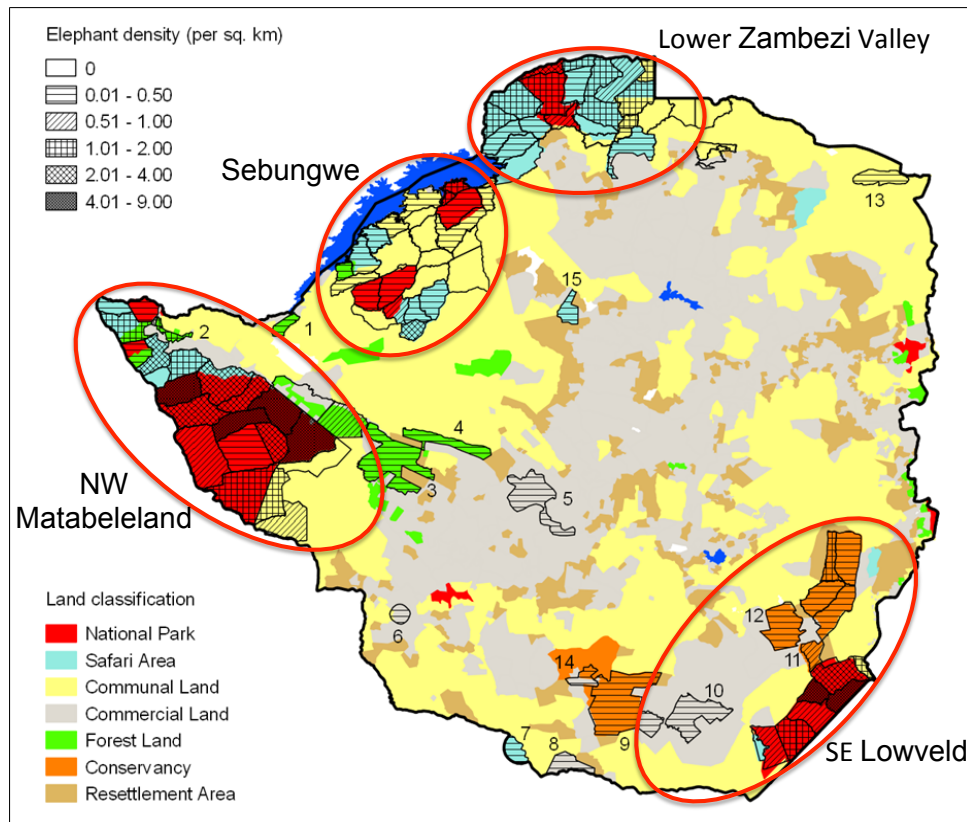 Elephant density (per sq. km)
0
0.01 - 0.50
0.51 - 1.00
1.01 - 2.00
2.01 - 4.00
4.01 - 9.00
Lower Zambezi Valley
Sebungwe
13
15
1
2
4
3
5
NW
Matabeleland
12
6
11
14
10
7
8
9
SE Lowveld
Land classification
National Park
Safari Area
Communal Land
Commercial Land
Forest Land
Conservancy
Resettlement Area